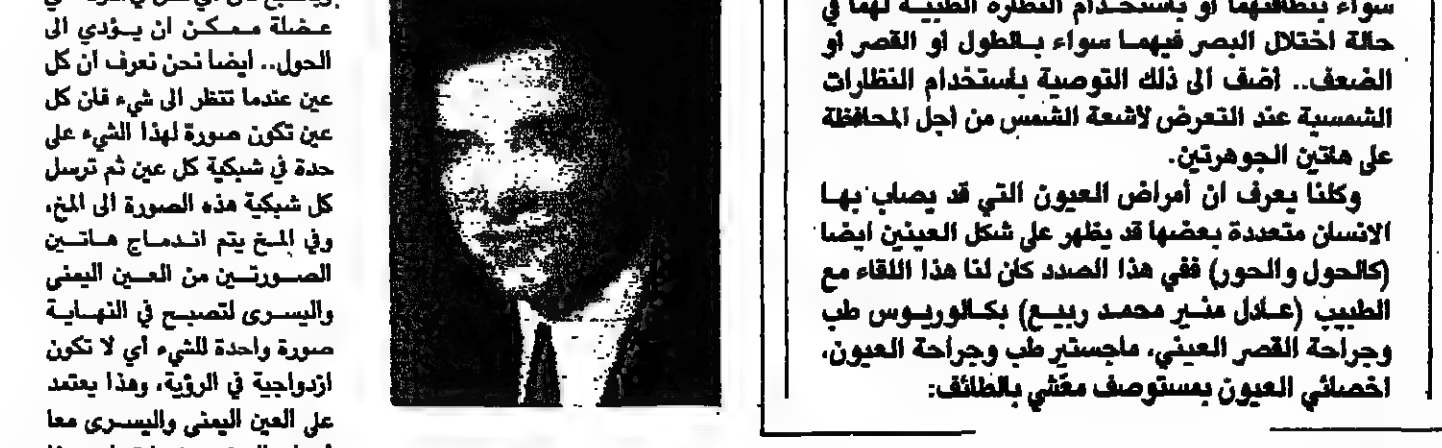 سواء بنظافتهما او باستخدام النظارة الطبية لهما في
حالة اختلال البصر فيهما سواء بالطول او القصر او
الضعف.. أضف الى ذلك التوصية باستخدام النظارات
الشمسية عند التعرض لأشعة الشمس من أجل المحافظة
على هاتين الجوهرتين.
وكلنا يعرف ان أمراض العيون التي قد يصاب بها
الانسان متعددة بعضها قد يظهر على شكل العينين ايضا
(كالحول والحور) ففي هذا الصدد كان لنا هذا اللقاء مع
الطبيب (عادل منير محمد ربيع) بكالوريوس طب
وجراحة القصر العيني، ماجستير طب وجراحة العيون،
اخصائي العيون بمستوصف معشي بالطائف:
عضلة ممكن ان يؤدي الى
الحول.. ايضا نحن نعرف ان كل
عين عندما تنظر الى شيء فان كل
عين تكون صورة لهذا الشيء على
حدة في شبكية كل عين ثم ترسل
كل شبكية هذه الصورة الى المخ،
وفي المخ يتم اندماج هاتين
الصورتين من العين اليمنى
واليسرى لتصبح في النهاية
صورة واحدة للشيء أي لا تكون
ازدواجية في الرؤية، وهذا يعتمد
على العين اليمنى واليسرى معا